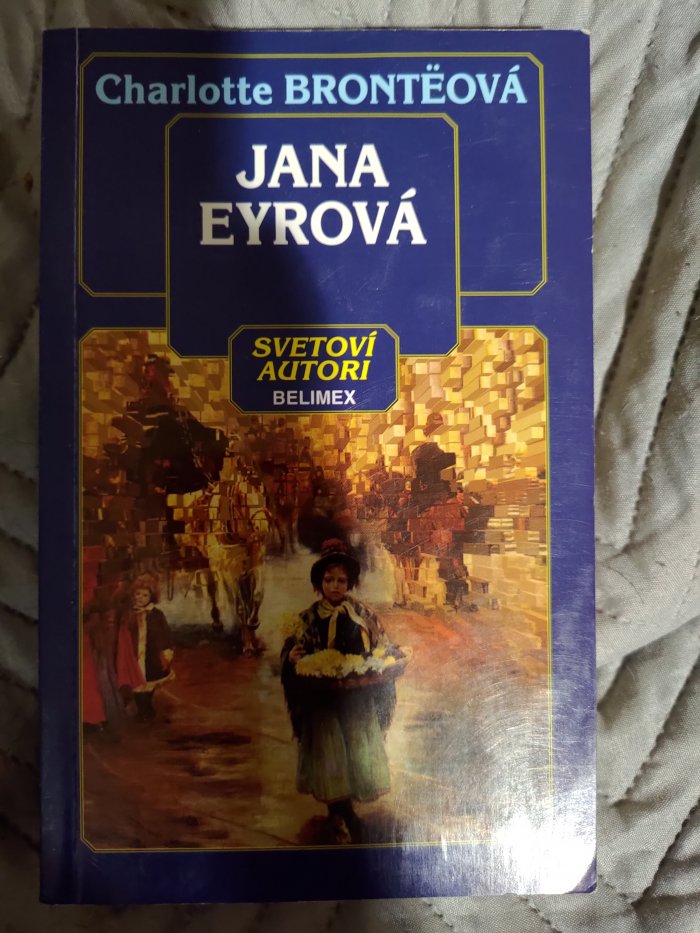 Charlotte BRONTËOVÁ
JANA
EYROVÁ
SVETOVÍ
AUTORI
BELIMEX